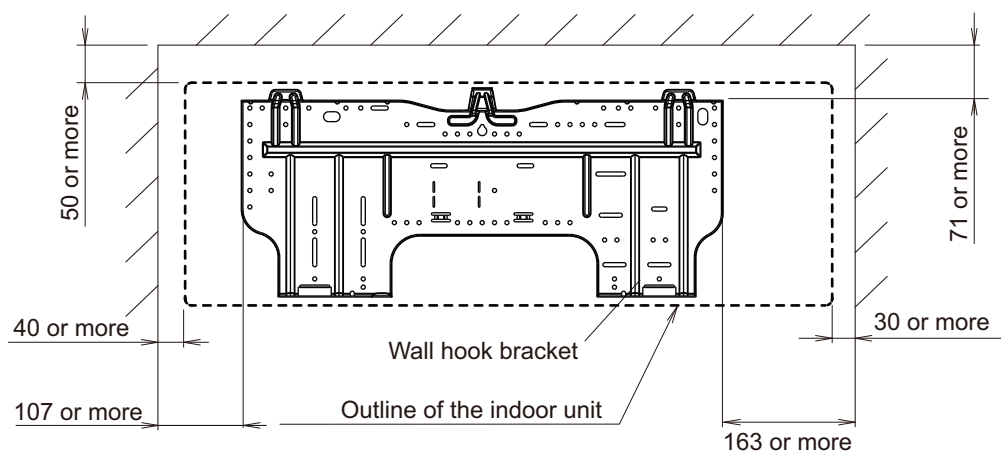 50 or more
71 or more
40 or more
30 or more
Wall hook bracket
107 or more
Outline of the indoor unit
163 or more